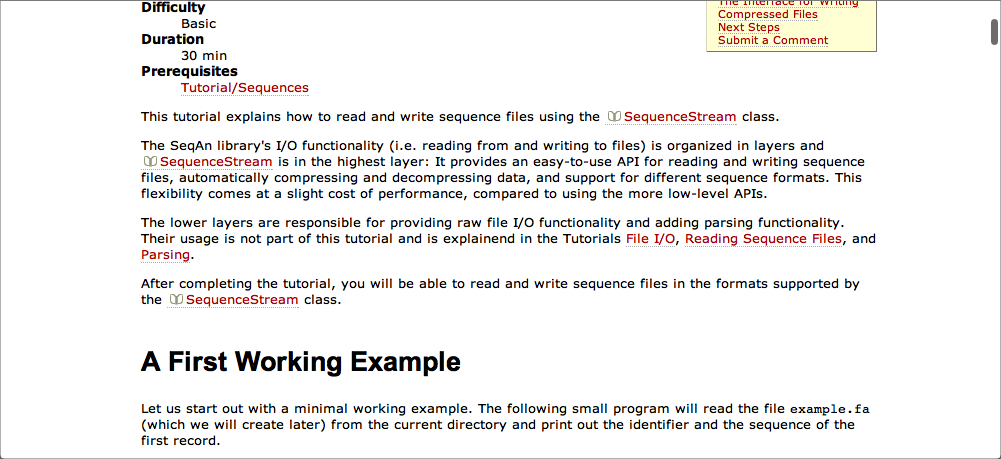 Difficulty
Basic
Duration
30 min
Prerequisites
Tutorial/Sequences
The Interface for Writing
Compressed Files
Next Steps
Submit a Comment
This tutorial explains how to read and write sequence files using the SequenceStream class.
The SeqAn library's I/O functionality (i.e. reading from and writing to files) is organized in layers and
SequenceStream is in the highest layer: It provides an easy-to-use API for reading and writing sequence
files, automatically compressing and decompressing data, and support for different sequence formats. This
flexibility comes at a slight cost of performance, compared to using the more low-level APIs.
The lower layers are responsible for providing raw file I/O functionality and adding parsing functionality.
Their usage is not part of this tutorial and is explainend in the Tutorials File I/O, Reading Sequence Files, and
Parsing.
After completing the tutorial, you will be able to read and write sequence files in the formats supported by
the SequenceStream class.
A First Working Example
Let us start out with a minimal working example. The following small program will read the file example.fa
(which we will create later) from the current directory and print out the identifier and the sequence of the
first record.